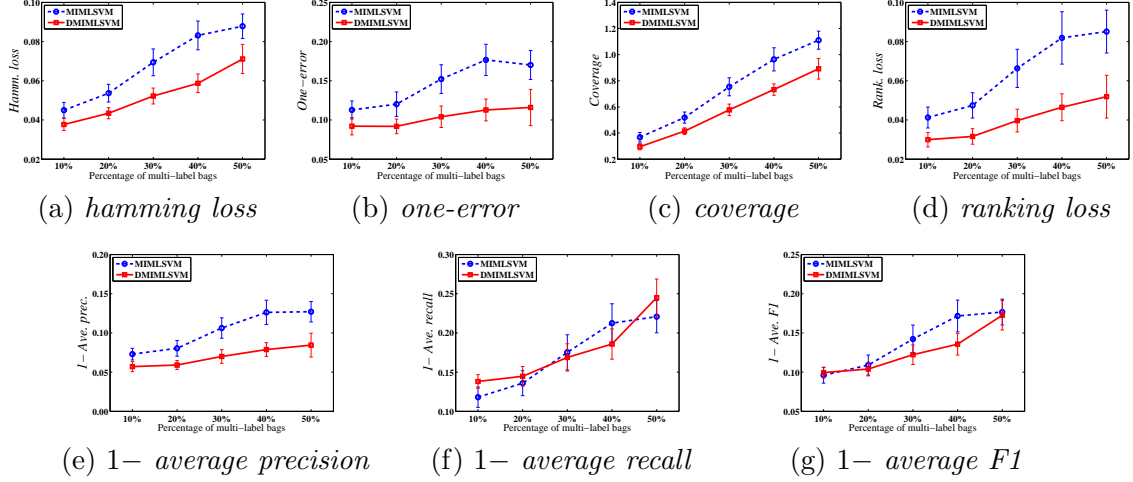 MIMLSVM
DMIMLSVM
0.10
0.08
0.06
0.04
0.02
Hamm. loss
10% 20% 30% 40% 50%
Percentage of multi−label bags
(a) hamming loss
MIMLSVM
DMIMLSVM
0.25
0.20
0.15
0.10
0.05
One−error
10% 20% 30% 40% 50%
Percentage of multi−label bags
(b) one-error
MIMLSVM
DMIMLSVM
1.4
1.2
1.0
0.8
0.6
0.4
0.2
Coverage
10% 20% 30% 40% 50%
Percentage of multi−label bags
(c) coverage
MIMLSVM
DMIMLSVM
0.10
0.08
0.06
0.04
0.02
Rank. loss
10% 20% 30% 40% 50%
Percentage of multi−label bags
(d) ranking loss
MIMLSVM
DMIMLSVM
0.20
0.15
0.10
0.05
0.00
1− Ave. prec.
10% 20% 30% 40% 50%
Percentage of multi−label bags
(e) 1− average precision
MIMLSVM
DMIMLSVM
0.30
0.25
0.20
0.15
0.10
1− Ave. recall
10% 20% 30% 40% 50%
Percentage of multi−label bags
(f) 1− average recall
MIMLSVM
DMIMLSVM
0.25
0.20
0.15
0.10
0.05
1− Ave. F1
10% 20% 30% 40% 50%
Percentage of multi−label bags
(g) 1− average F1